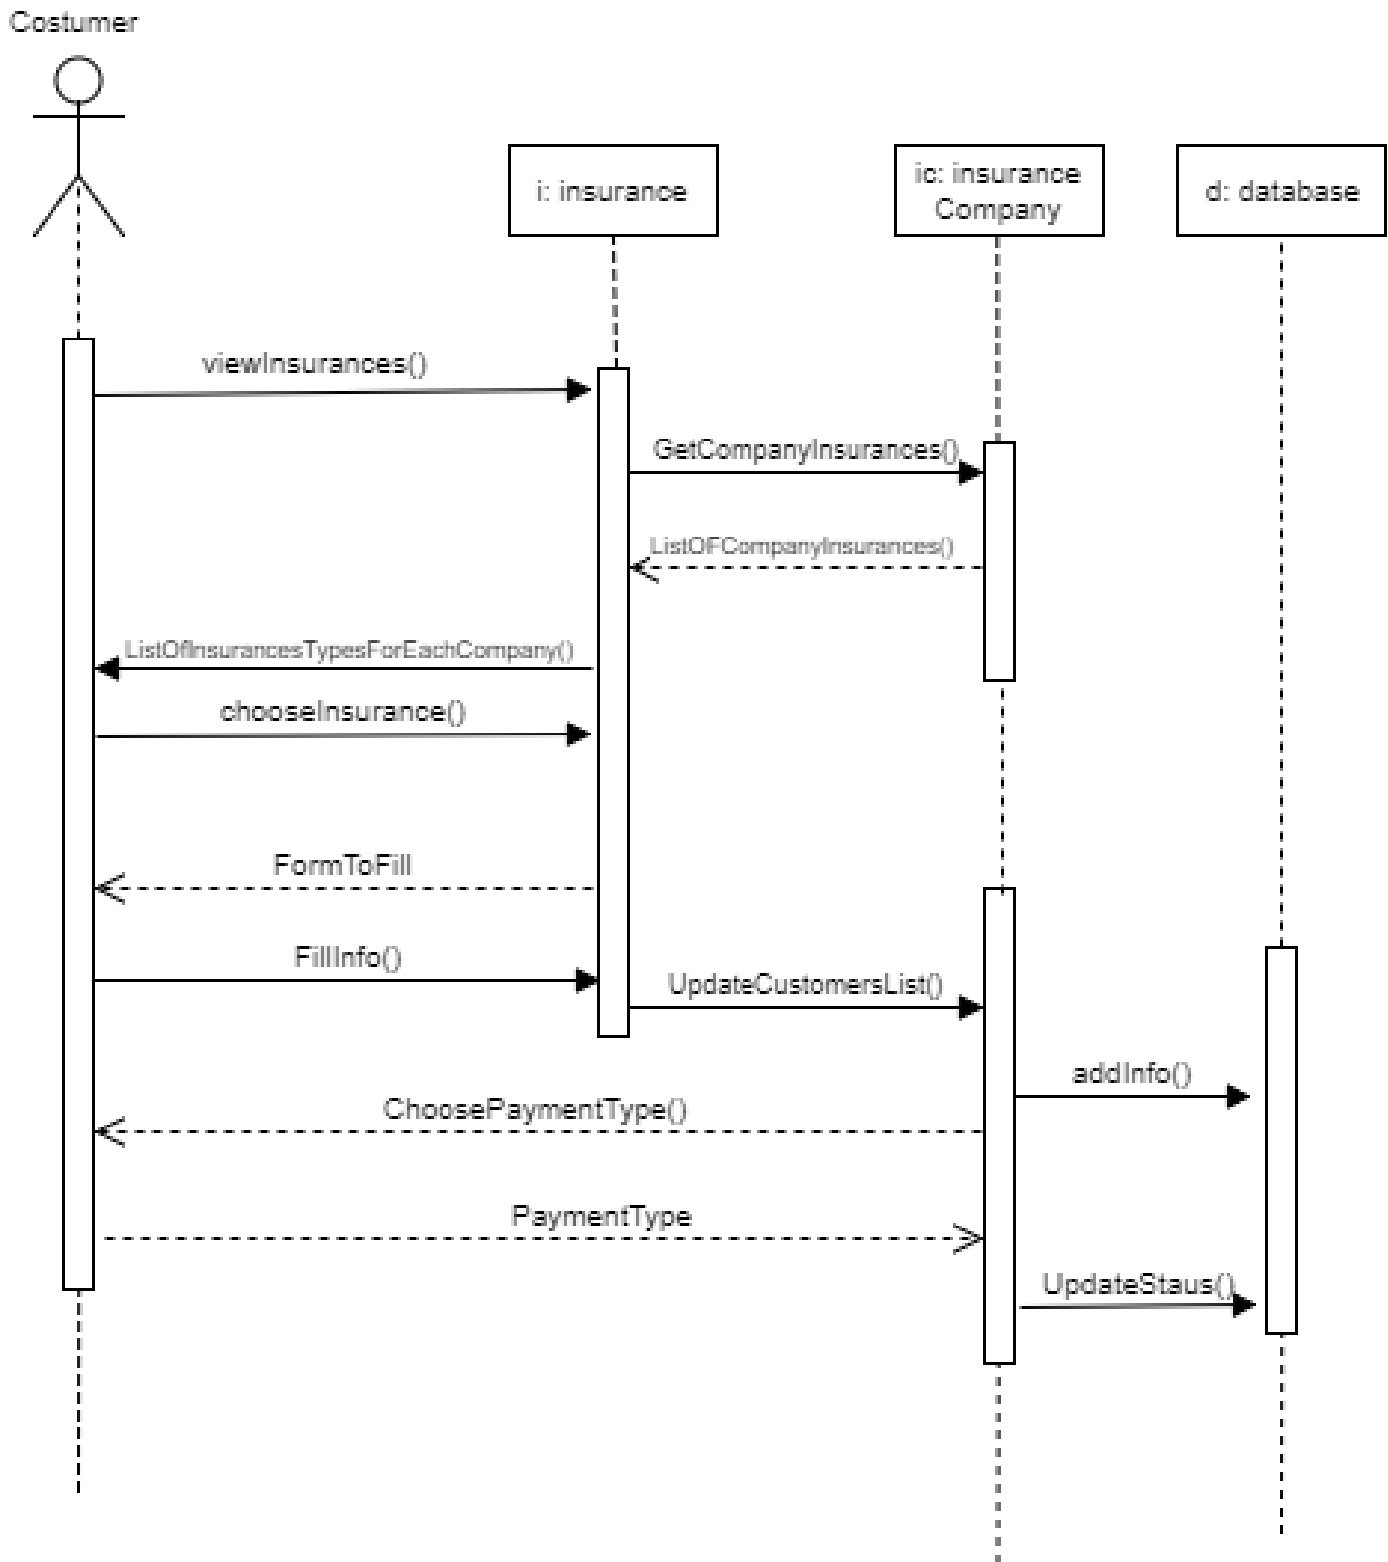 Costumer
i: insurance
ic: insurance
Company
d: database
viewInsurances()
GetCompanyInsurances()
ListOFCompanyInsurances()
ListOfInsurancesTypesForEachCompany()
chooseInsurance()
FormToFill
FillInfo()
UpdateCustomersList()
addInfo()
ChoosePaymentType()
PaymentType
UpdateStaus()